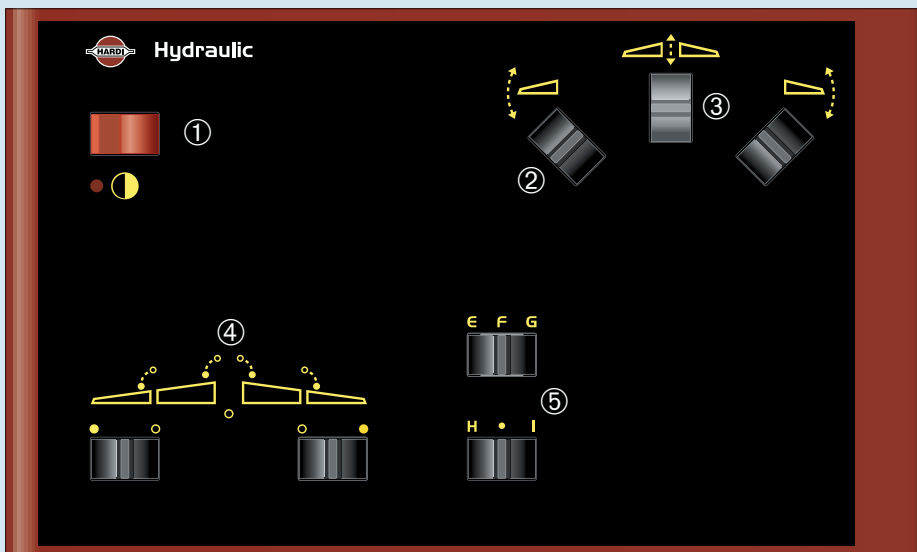 HARDI
Hydraulic
①
②
③
④
E F G
⑤
H I